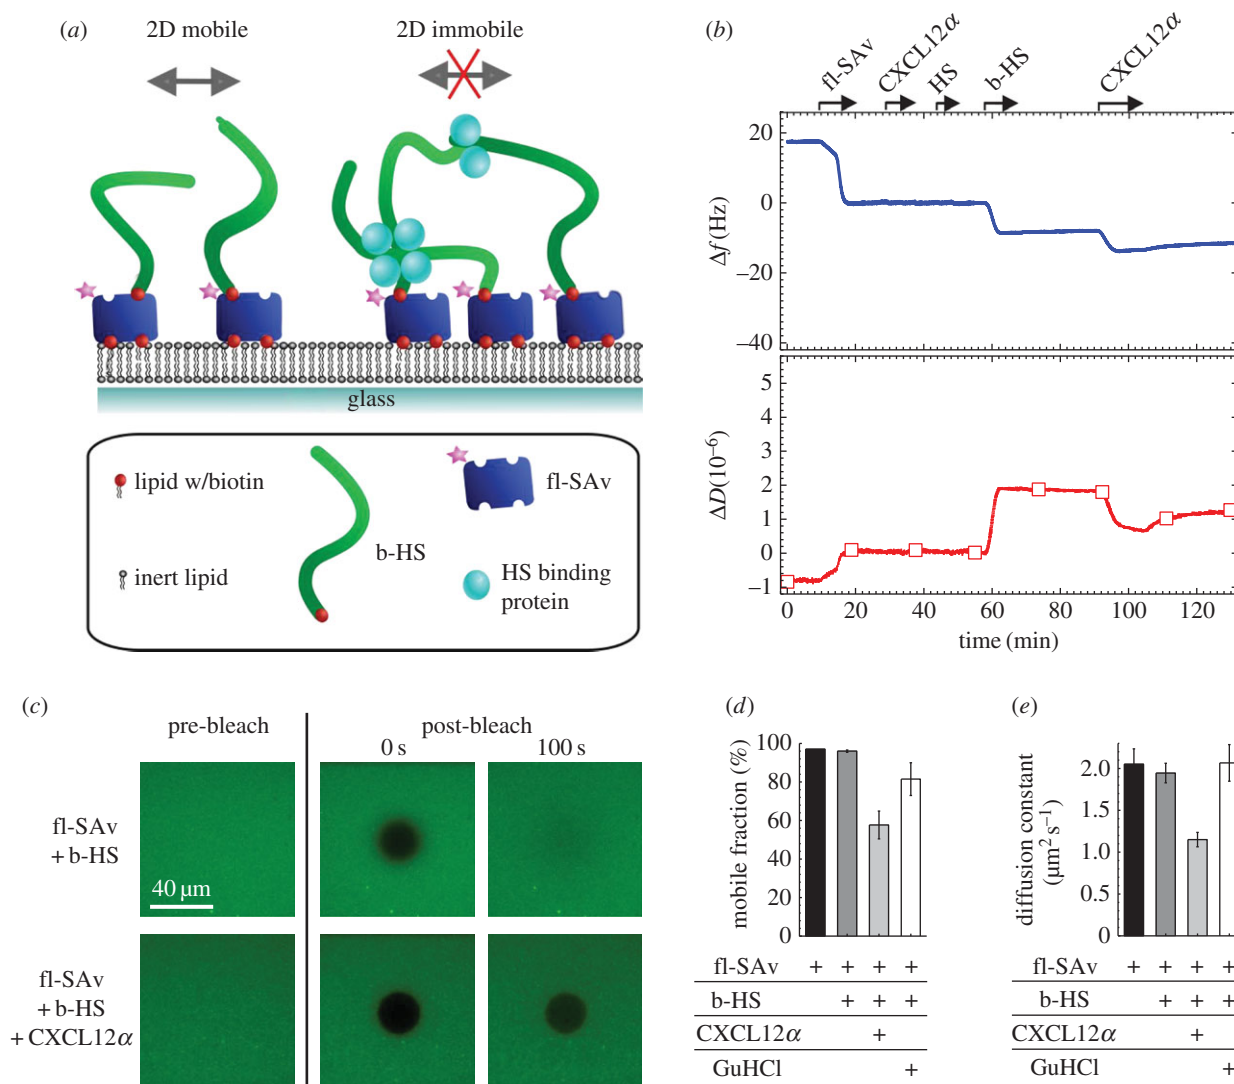 (a)
2D mobile
2D immobile
glass
lipid w/biotin
inert lipid
b-HS
fl-SAv
HS binding
protein
(b)
fl-SAv
CXCL12α
HS
b-HS
CXCL12α
20
0
−20
−40
Δf (Hz)
5
4
3
2
1
0
−1
ΔD(10⁻⁶)
0
20
40
60
80
100
120
time (min)
(c)
pre-bleach
post-bleach
0 s
100 s
fl-SAv
+ b-HS
40 µm
fl-SAv
+ b-HS
+ CXCL12α
(d)
mobile fraction (%)
100
80
60
40
20
0
fl-SAv + + + +
b-HS + + +
CXCL12α +
GuHCl +
(e)
diffusion constant
(µm² s⁻¹)
2.0
1.5
1.0
0.5
0
fl-SAv + + + +
b-HS + + +
CXCL12α +
GuHCl +